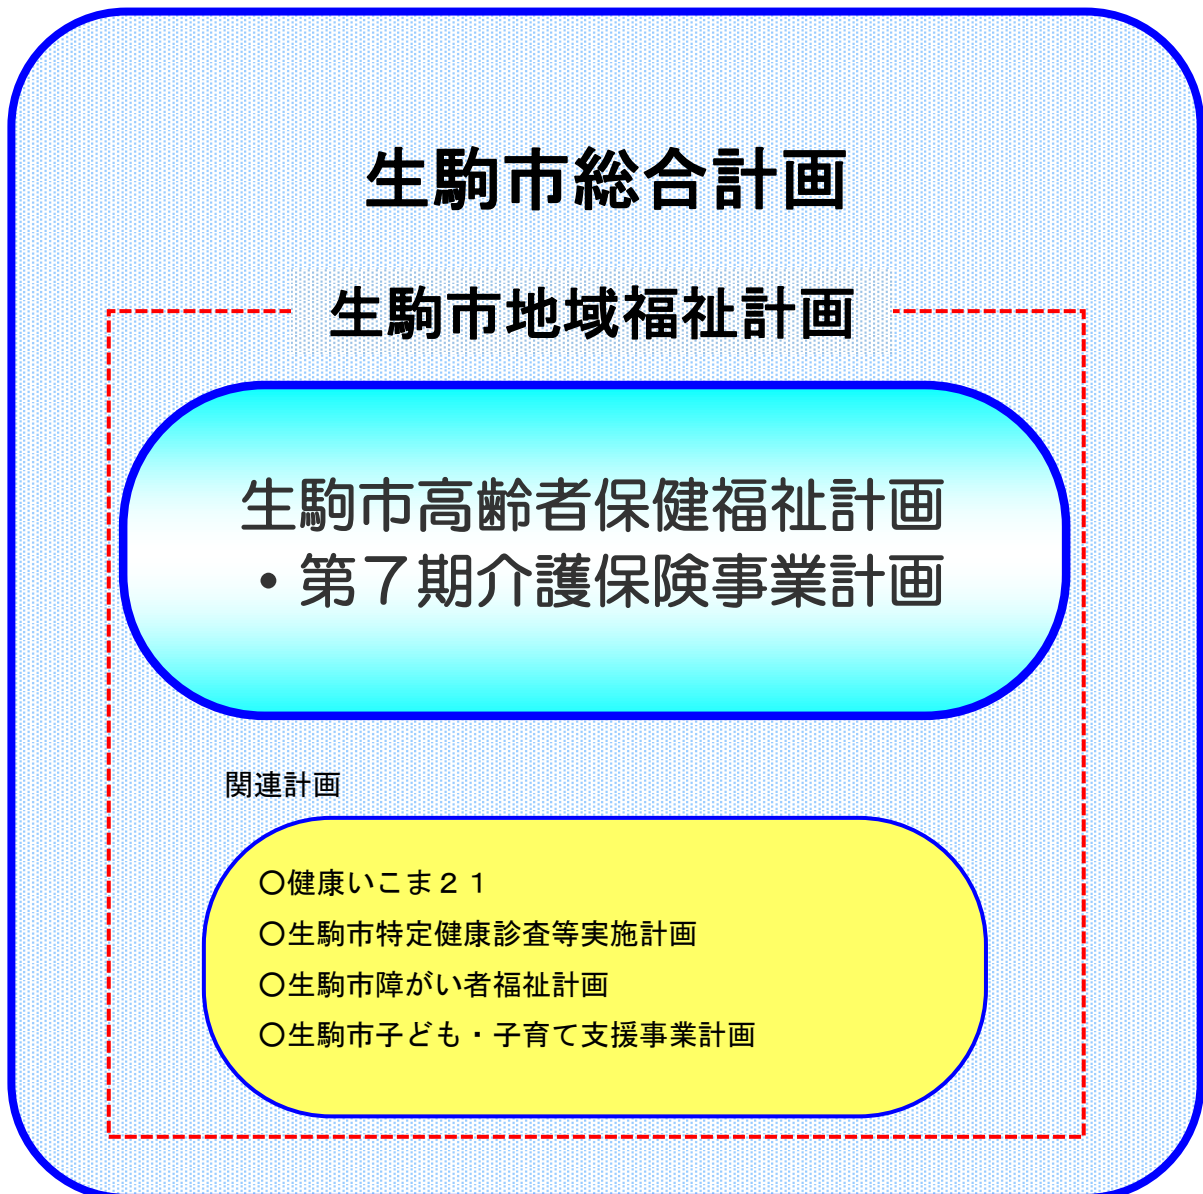 生駒市総合計画
生駒市地域福祉計画
生駒市高齢者保健福祉計画
・第７期介護保険事業計画
関連計画
○健康いこま２１
○生駒市特定健康診査等実施計画
○生駒市障がい者福祉計画
○生駒市子ども・子育て支援事業計画